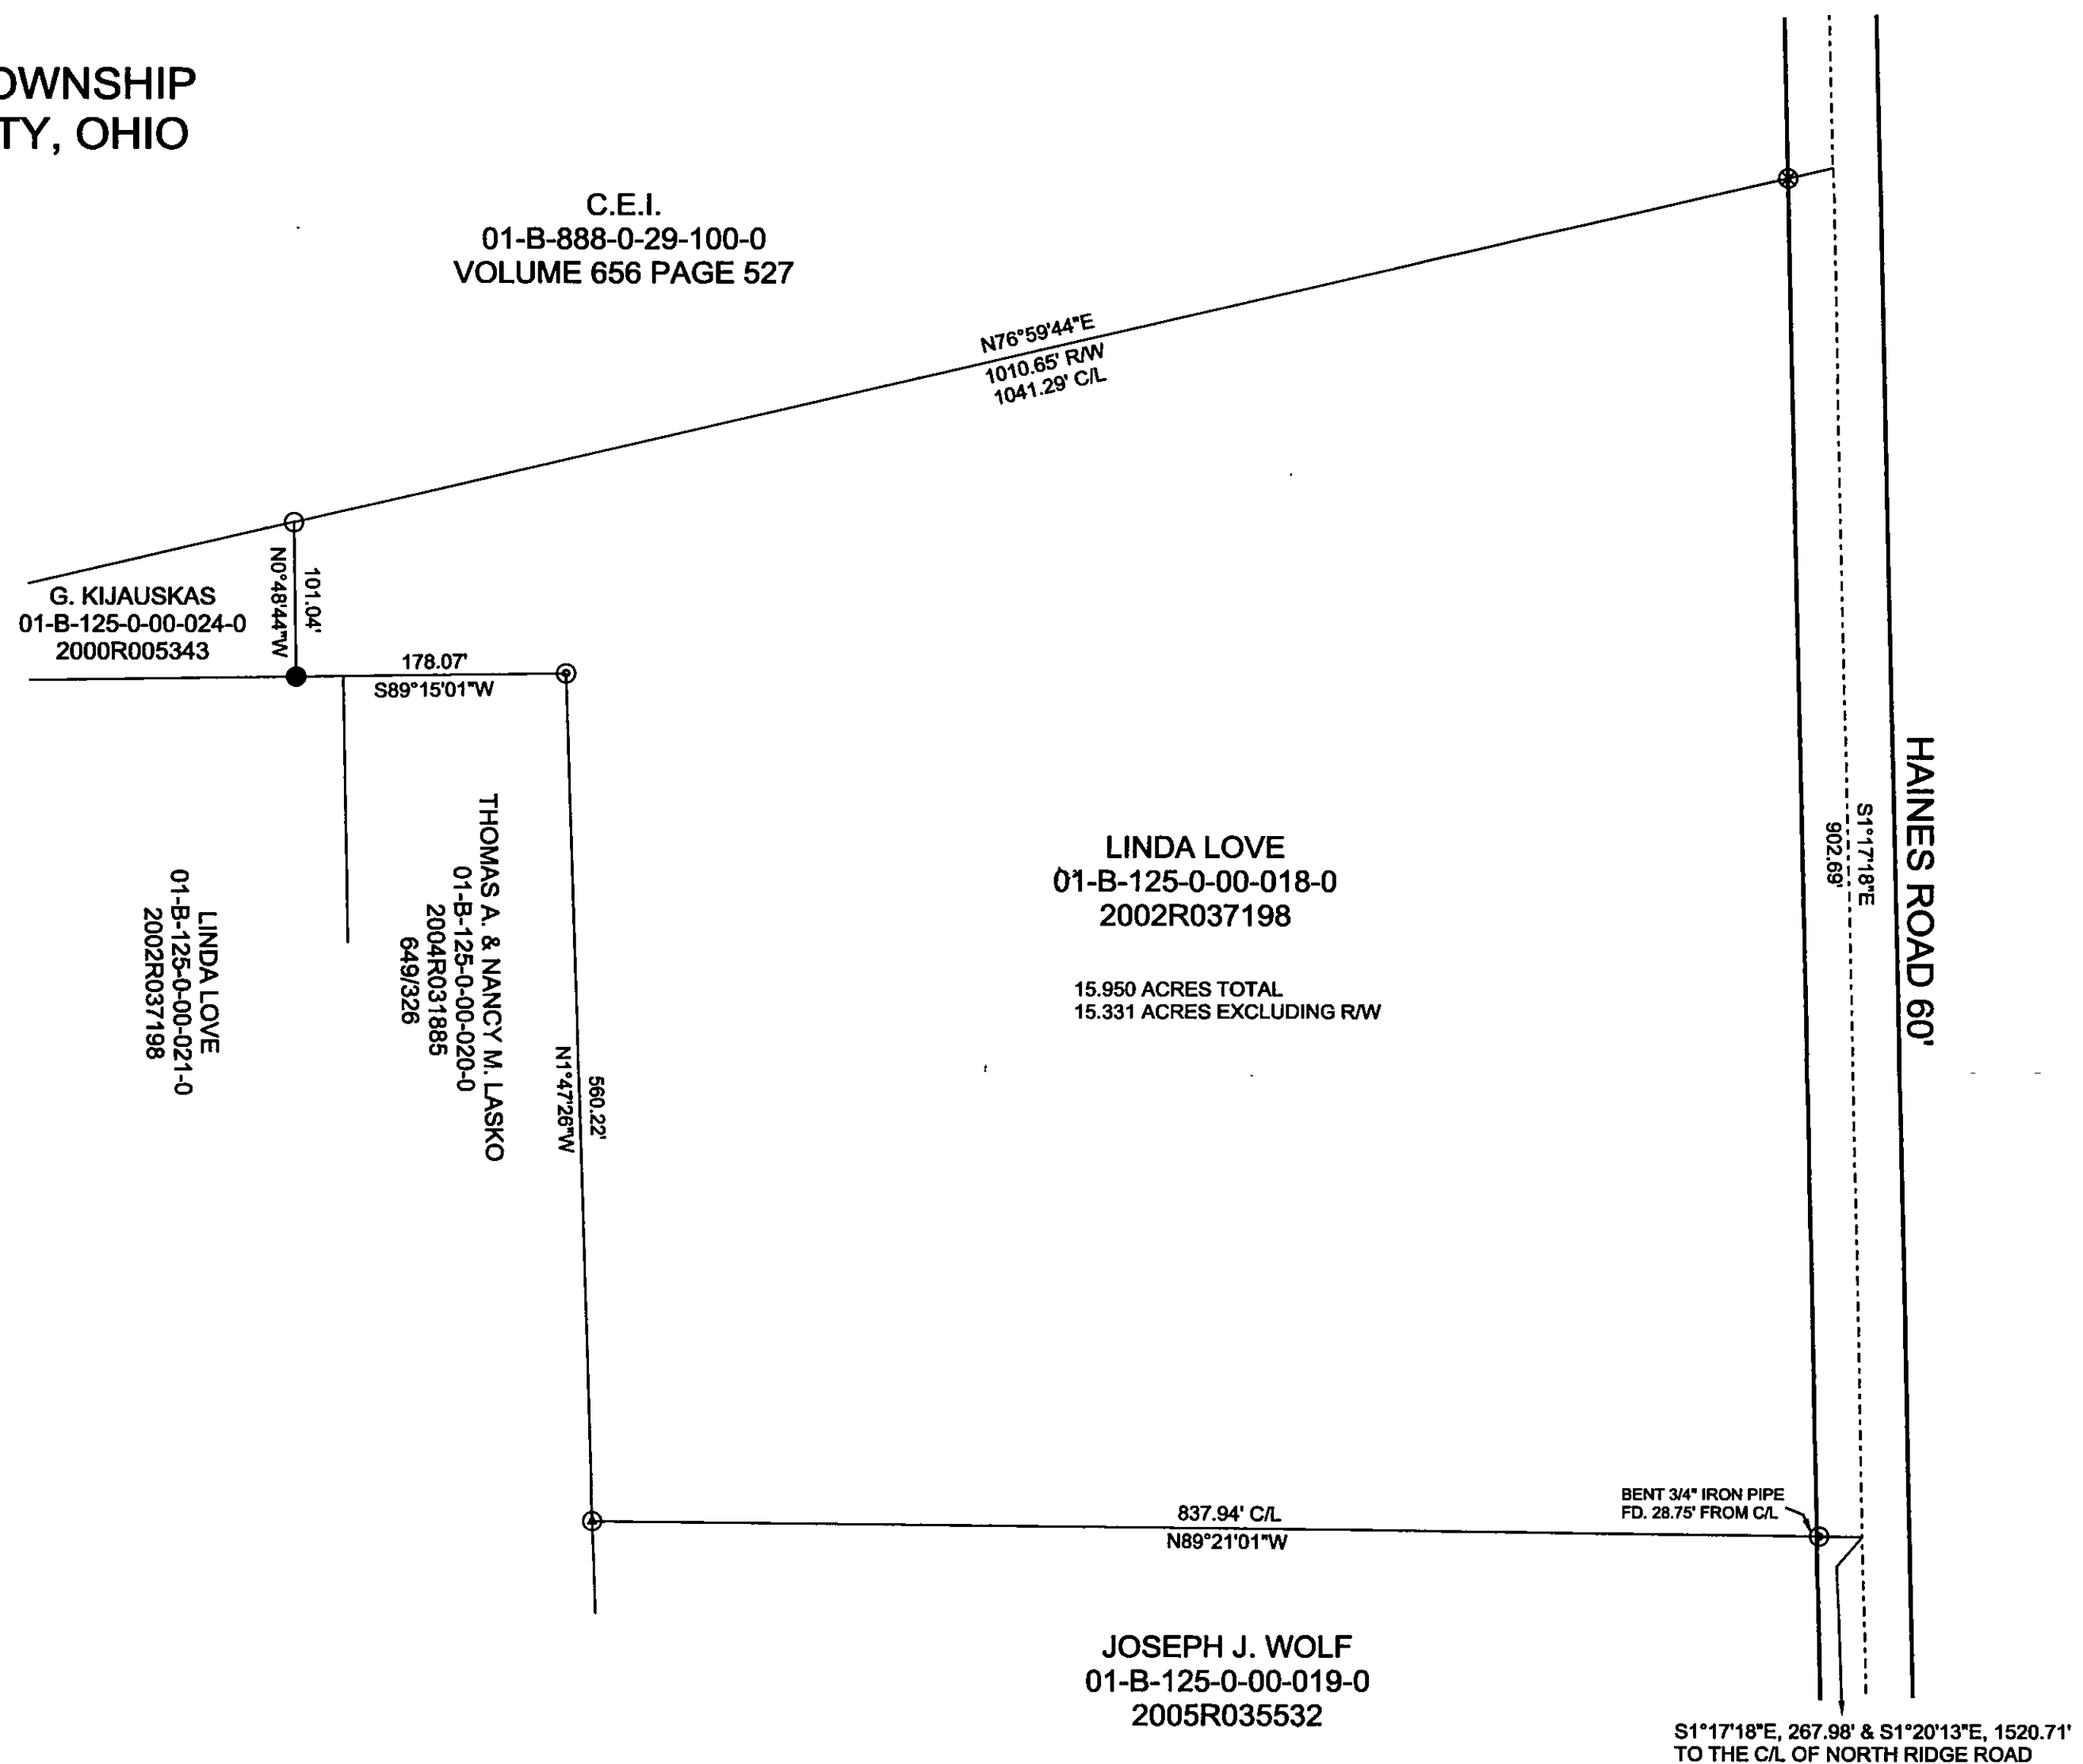 OWNSHIP
TY, OHIO
C.E.I.
01-B-888-0-29-100-0
VOLUME 656 PAGE 527
N76°59'44"E
1010.65' R/W
1041.29' C/L
G. KIJAUSKAS
01-B-125-0-00-024-0
2000R005343
101.04'
N0°48'44"W
178.07'
S89°15'01"W
THOMAS A. & NANCY M. LASKO
01-B-125-0-00-020-0
2004R031885
649/326
LINDA LOVE
01-B-125-0-00-021-0
2002R037198
560.22'
N1°47'26"W
LINDA LOVE
01-B-125-0-00-018-0
2002R037198
15.950 ACRES TOTAL
15.331 ACRES EXCLUDING R/W
HAINES ROAD 60'
S1°17'18"E
902.69'
BENT 3/4" IRON PIPE
FD. 28.75' FROM C/L
837.94' C/L
N89°21'01"W
JOSEPH J. WOLF
01-B-125-0-00-019-0
2005R035532
S1°17'18"E, 267.98' & S1°20'13"E, 1520.71'
TO THE C/L OF NORTH RIDGE ROAD